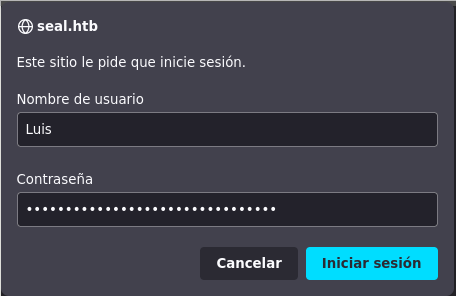 seal.htb
Este sitio le pide que inicie sesión.
Nombre de usuario
Luis
Contraseña
••••••••••••••••••••••••••••••••
Cancelar
Iniciar sesión